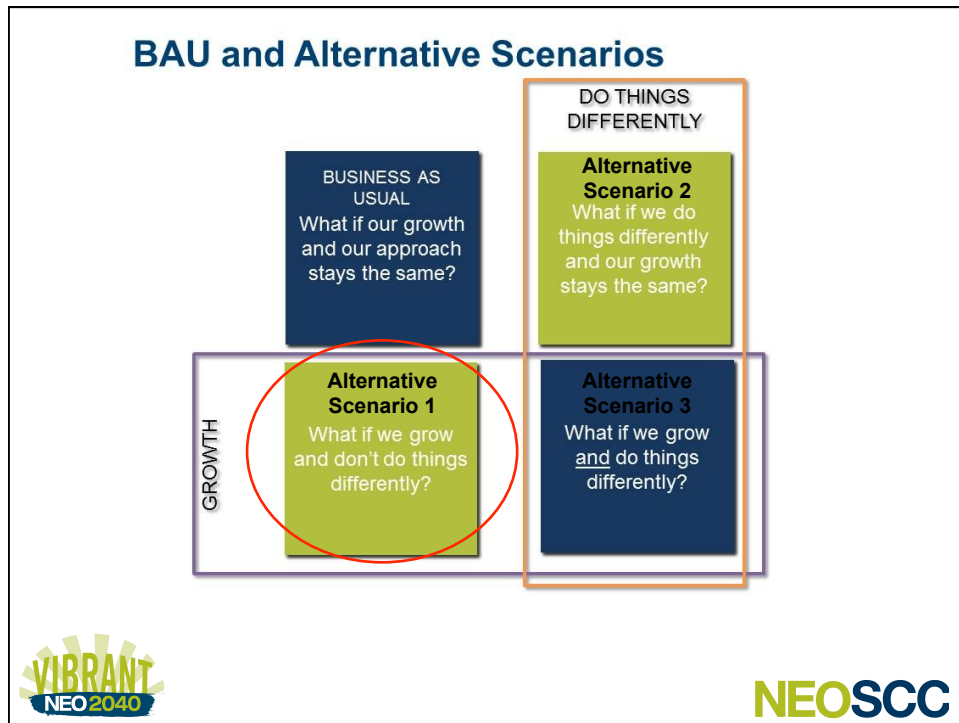 BAU and Alternative Scenarios
DO THINGS
DIFFERENTLY
BUSINESS AS
USUAL
What if our growth
and our approach
stays the same?
Alternative
Scenario 2
What if we do
things differently
and our growth
stays the same?
GROWTH
Alternative
Scenario 1
What if we grow
and don't do things
differently?
Alternative
Scenario 3
What if we grow
and do things
differently?
VIBRANT
NEO 2040
NEOSCC